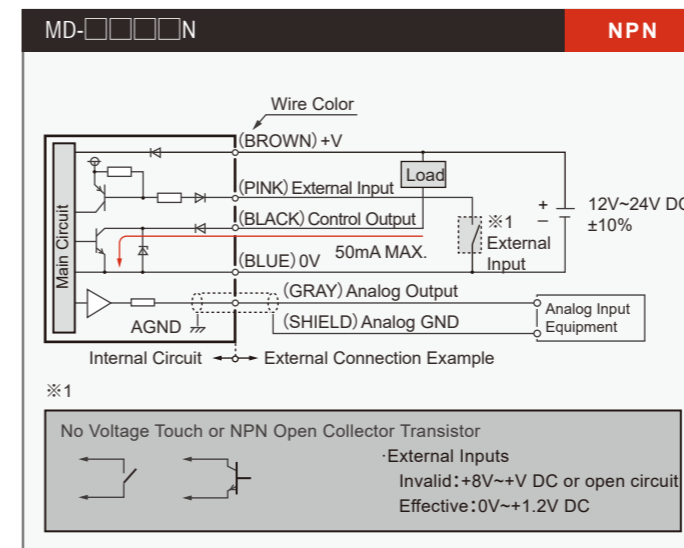 MD-□□□□N
NPN
Wire Color
(BROWN) +V
Load
(PINK) External Input
(BLACK) Control Output
50mA MAX.
(BLUE) 0V
Main Circuit
+
−
12V~24V DC
±10%
※1
External
Input
(GRAY) Analog Output
(SHIELD) Analog GND
AGND
Analog Input
Equipment
Internal Circuit
External Connection Example
※1
No Voltage Touch or NPN Open Collector Transistor
·External Inputs
Invalid:+8V~+V DC or open circuit
Effective:0V~+1.2V DC